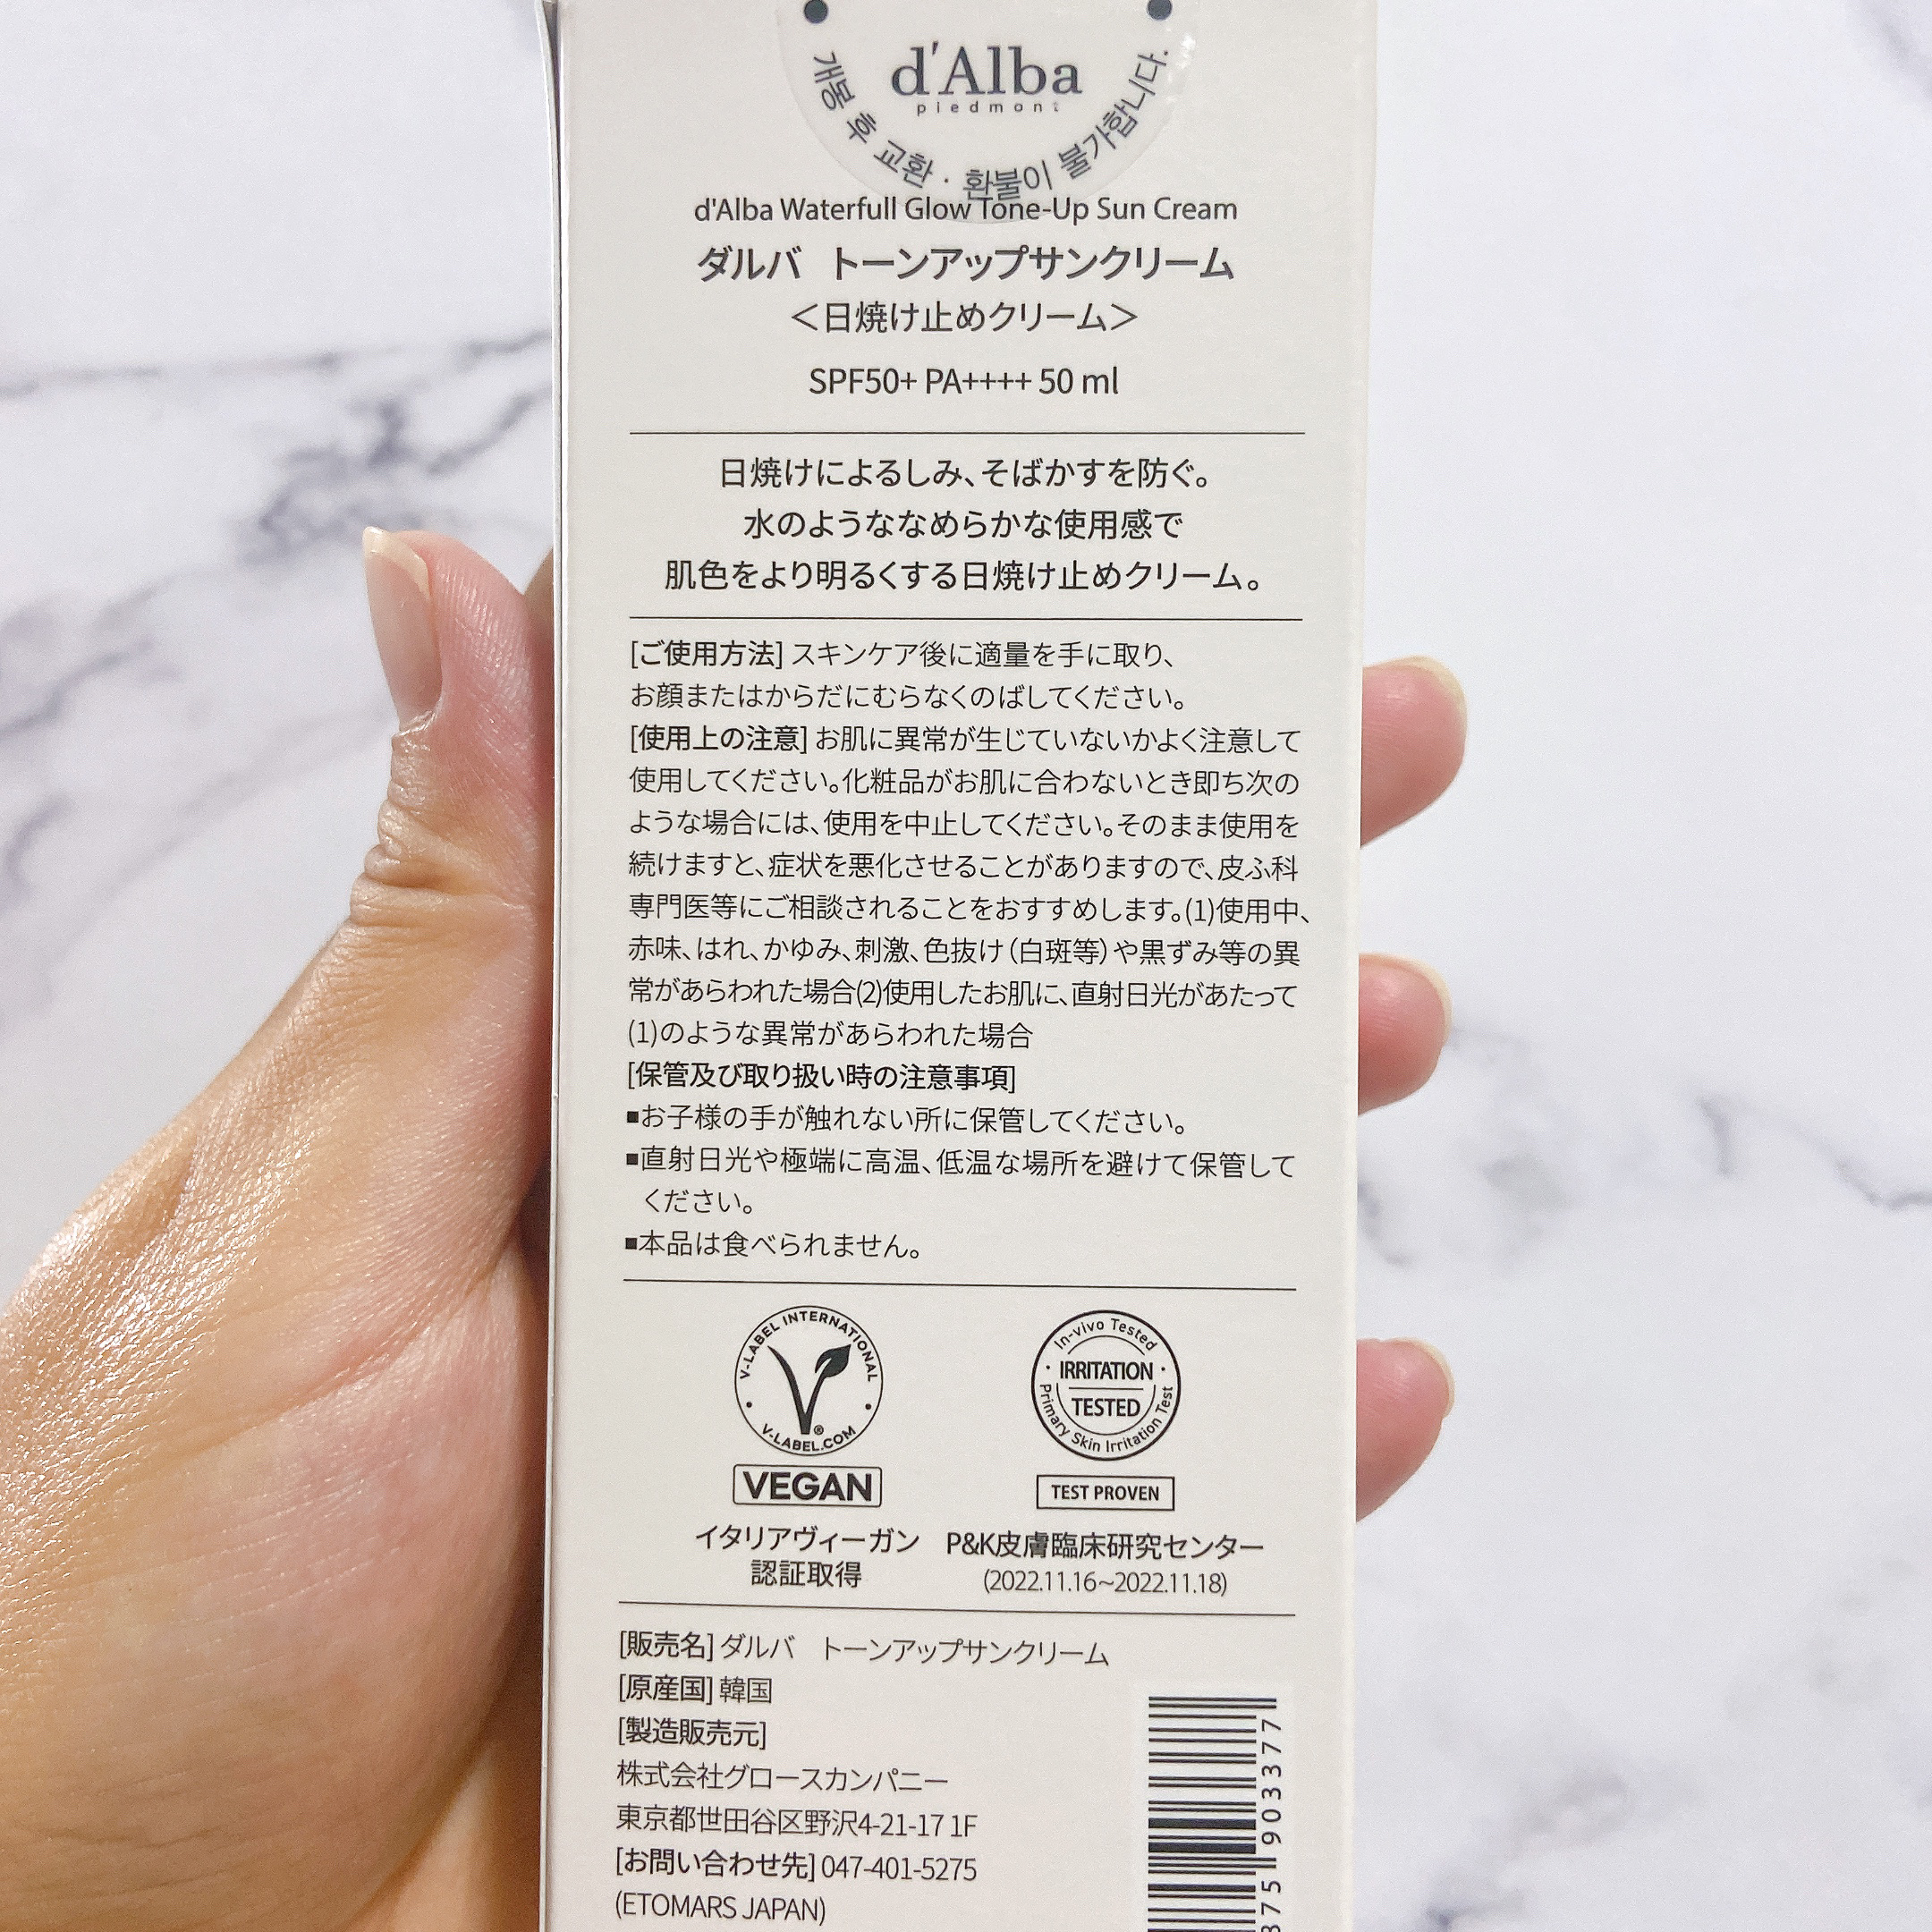 d'Alba
piedmont
개봉 후 교환 · 환불이 불가합니다.
d'Alba Waterfull Glow Tone-Up Sun Cream
ダルバ トーンアップサンクリーム
＜日焼け止めクリーム＞
SPF50+ PA++++ 50 ml
日焼けによるしみ、そばかすを防ぐ。
水のようななめらかな使用感で
肌色をより明るくする日焼け止めクリーム。
[ご使用方法] スキンケア後に適量を手に取り、
お顔またはからだにむらなくのばしてください。
[使用上の注意] お肌に異常が生じていないかよく注意して
使用してください。化粧品がお肌に合わないとき即ち次の
ような場合には、使用を中止してください。そのまま使用を
続けますと、症状を悪化させることがありますので、皮ふ科
専門医等にご相談されることをおすすめします。(1)使用中、
赤味、はれ、かゆみ、刺激、色抜け（白斑等）や黒ずみ等の異
常があらわれた場合(2)使用したお肌に、直射日光があたって
(1)のような異常があらわれた場合
[保管及び取り扱い時の注意事項]
■お子様の手が触れない所に保管してください。
■直射日光や極端に高温、低温な場所を避けて保管して
ください。
■本品は食べられません。
V-LABEL INTERNATIONAL
V-LABEL.COM
®
VEGAN
イタリアヴィーガン
認証取得
In-vivo Tested
IRRITATION
TESTED
Primary Skin Irritation Test
TEST PROVEN
P&K皮膚臨床研究センター
(2022.11.16~2022.11.18)
[販売名] ダルバ トーンアップサンクリーム
[原産国] 韓国
[製造販売元]
株式会社グロースカンパニー
東京都世田谷区野沢4-21-17 1F
[お問い合わせ先] 047-401-5275
(ETOMARS JAPAN)
75 903377